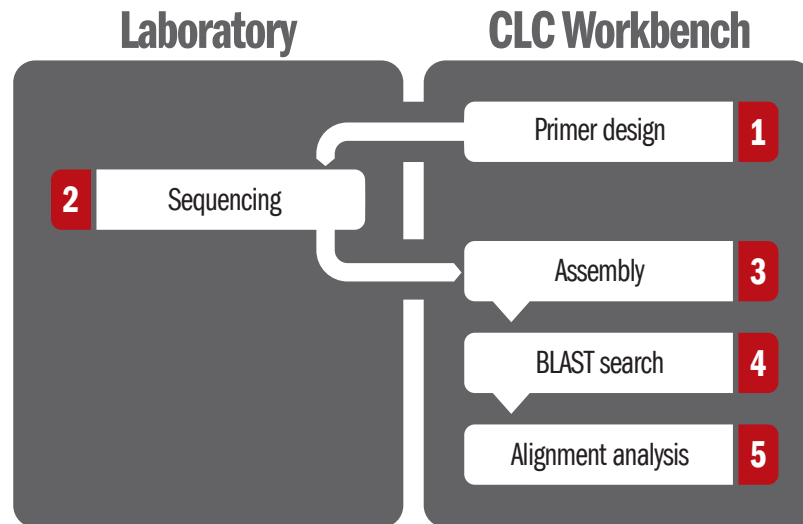 Laboratory
CLC Workbench
Primer design 1
2 Sequencing
Assembly 3
BLAST search 4
Alignment analysis 5